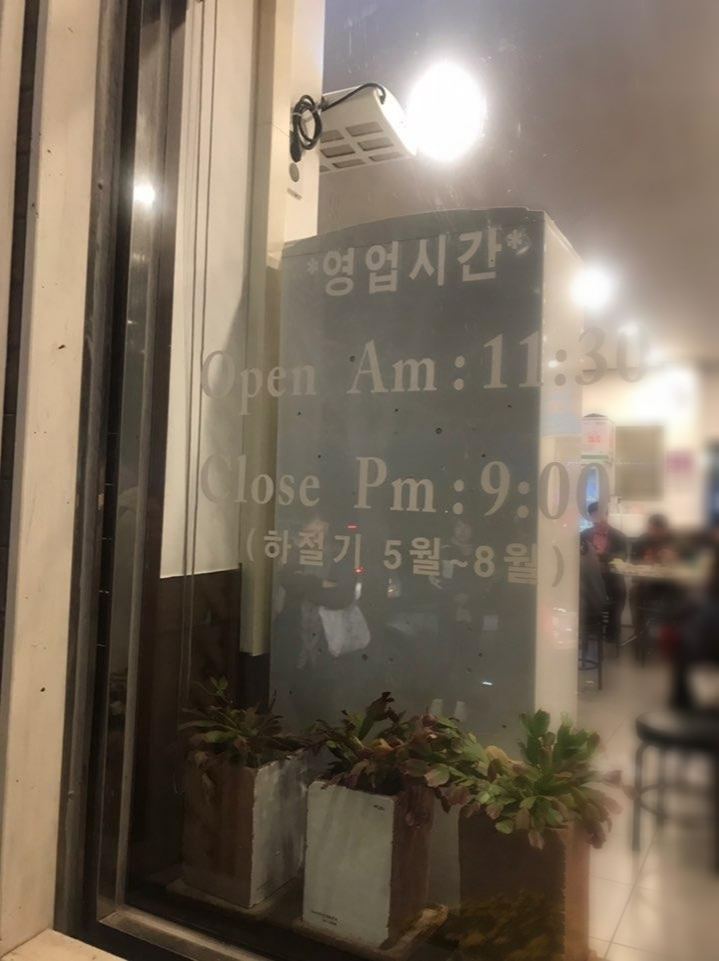 *영업시간*
Open Am:11:30
Close Pm:9:00
(하절기 5월~8월)